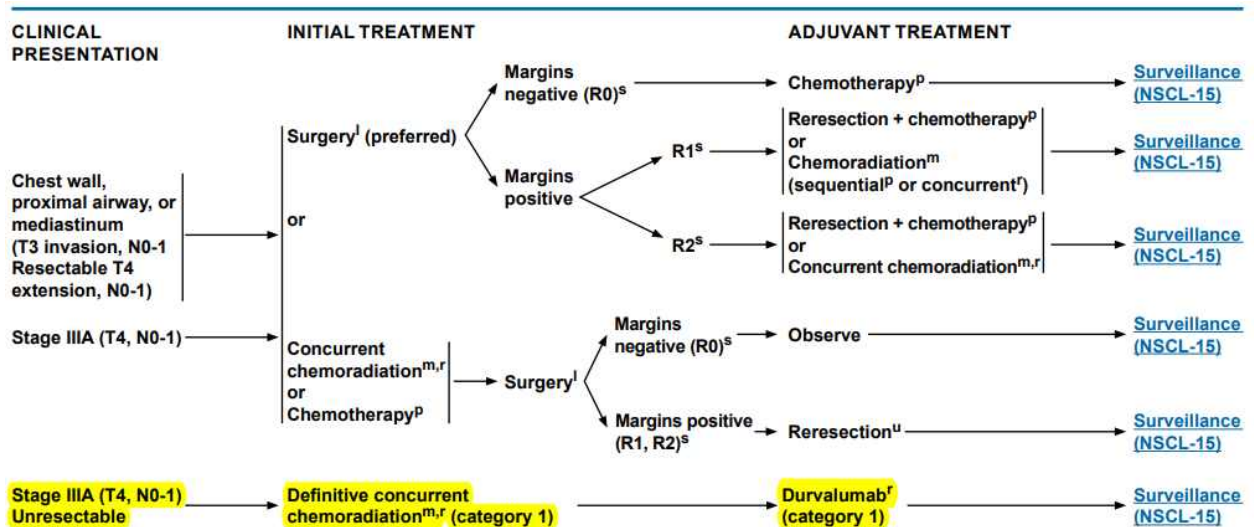 CLINICAL PRESENTATION
INITIAL TREATMENT
ADJUVANT TREATMENT
Chest wall,
proximal airway, or
mediastinum
(T3 invasion, N0-1
Resectable T4
extension, N0-1)
Stage IIIA (T4, N0-1)
Surgeryl (preferred)
or
Concurrent
chemoradiationm,r
or
Chemotherapyp
Margins
negative (R0)s
Chemotherapyp
Surveillance
(NSCL-15)
Margins
positive
R1s
Reresection + chemotherapyp
or
Chemoradiationm
(sequentialp or concurrentr)
Surveillance
(NSCL-15)
R2s
Reresection + chemotherapyp
or
Concurrent chemoradiationm,r
Surveillance
(NSCL-15)
Surgeryl
Margins
negative (R0)s
Observe
Surveillance
(NSCL-15)
Margins positive
(R1, R2)s
Reresectionu
Surveillance
(NSCL-15)
Stage IIIA (T4, N0-1)
Unresectable
Definitive concurrent
chemoradiationm,r (category 1)
Durvalumabr
(category 1)
Surveillance
(NSCL-15)